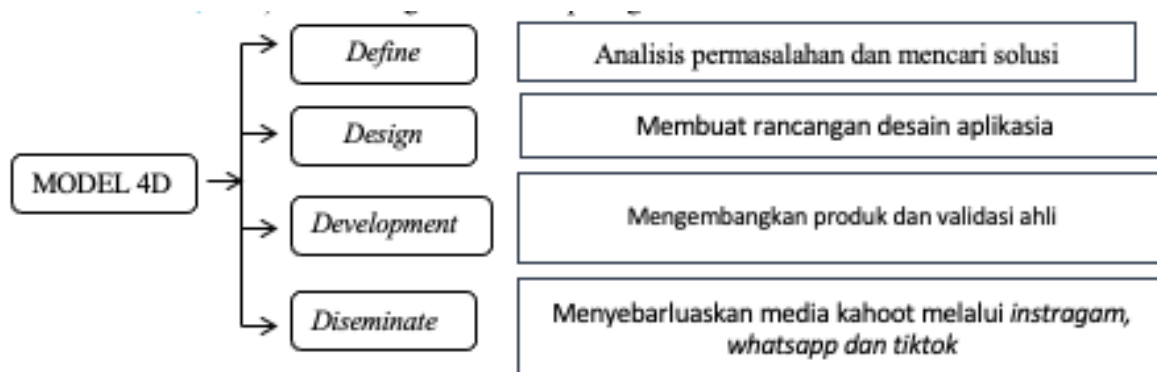 Define
Analisis permasalahan dan mencari solusi
Design
Membuat rancangan desain aplikasia
MODEL 4D
Development
Mengembangkan produk dan validasi ahli
Diseminate
Menyebarluaskan media kahoot melalui instragam,
whatsapp dan tiktok